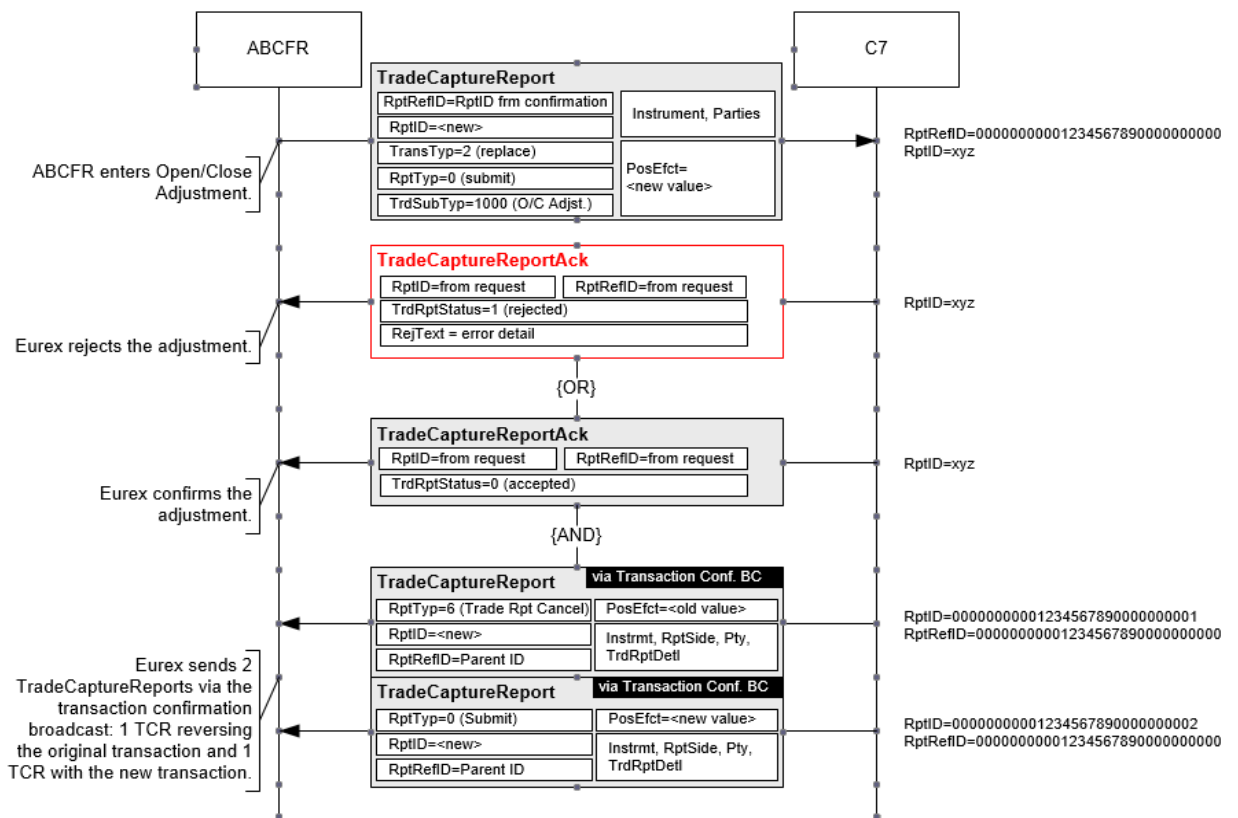 ABCFR
C7
TradeCaptureReport
RptRefID=RptID frm confirmation
Instrument, Parties
RptID=<new>
TransTyp=2 (replace)
PosEfct=
<new value>
RptTyp=0 (submit)
TrdSubTyp=1000 (O/C Adjst.)
RptRefID=00000000001234567890000000000
RptID=xyz
ABCFR enters Open/Close
Adjustment.
TradeCaptureReportAck
RptID=from request
RptRefID=from request
TrdRptStatus=1 (rejected)
RejText = error detail
RptID=xyz
Eurex rejects the adjustment.
{OR}
TradeCaptureReportAck
RptID=from request
RptRefID=from request
TrdRptStatus=0 (accepted)
RptID=xyz
Eurex confirms the
adjustment.
{AND}
TradeCaptureReport
via Transaction Conf. BC
RptTyp=6 (Trade Rpt Cancel)
PosEfct=<old value>
RptID=<new>
Instrmt, RptSide, Pty,
TrdRptDetl
RptRefID=Parent ID
RptID=00000000001234567890000000001
RptRefID=00000000001234567890000000000
Eurex sends 2
TradeCaptureReports via the
transaction confirmation
broadcast: 1 TCR reversing
the original transaction and 1
TCR with the new transaction.
TradeCaptureReport
via Transaction Conf. BC
RptTyp=0 (Submit)
PosEfct=<new value>
RptID=<new>
Instrmt, RptSide, Pty,
TrdRptDetl
RptRefID=Parent ID
RptID=00000000001234567890000000002
RptRefID=00000000001234567890000000000